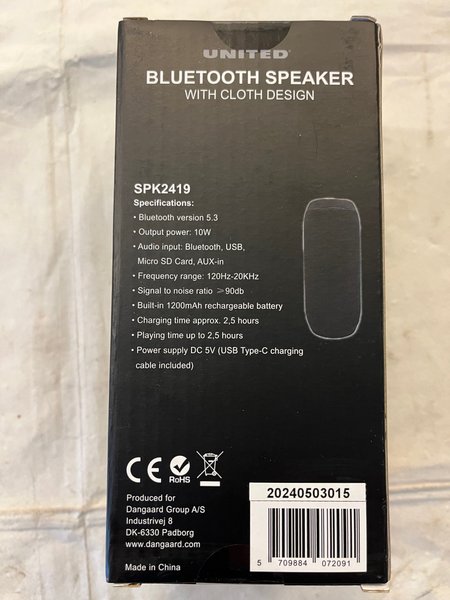 UNITED
BLUETOOTH SPEAKER
WITH CLOTH DESIGN
SPK2419
Specifications:
• Bluetooth version 5.3
• Output power: 10W
• Audio input: Bluetooth, USB,
Micro SD Card, AUX-in
• Frequency range: 120Hz-20KHz
• Signal to noise ratio ≥90db
• Built-in 1200mAh rechargeable battery
• Charging time approx. 2,5 hours
• Playing time up to 2,5 hours
• Power supply DC 5V (USB Type-C charging
cable included)
CE RoHS
Produced for
Dangaard Group A/S
Industrivej 8
DK-6330 Padborg
www.dangaard.com
Made in China
20240503015
5 709884 072091